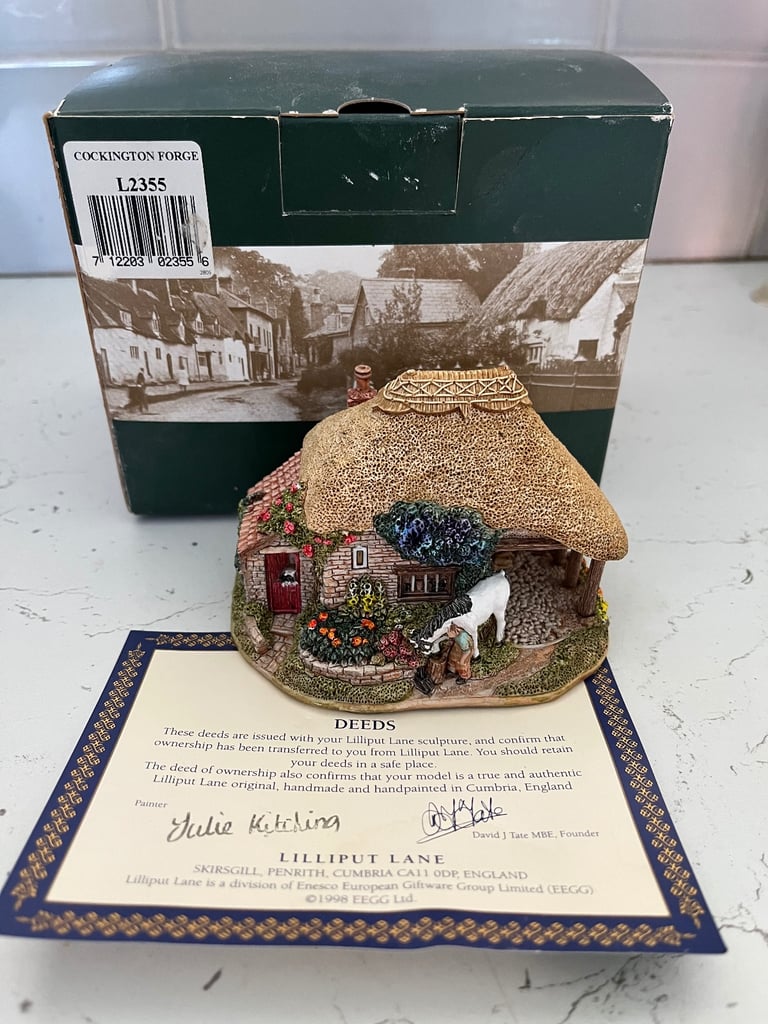 COCKINGTON FORGE
L2355
7 12203 02355 6
2805
DEEDS
These deeds are issued with your Lilliput Lane sculpture, and confirm that
ownership has been transferred to you from Lilliput Lane. You should retain
your deeds in a safe place.
The deed of ownership also confirms that your model is a true and authentic
Lilliput Lane original, handmade and handpainted in Cumbria, England
Painter
Julie Kitching
David J Tate MBE, Founder
LILLIPUT LANE
SKIRSGILL, PENRITH, CUMBRIA CA11 0DP, ENGLAND
Lilliput Lane is a division of Enesco European Giftware Group Limited (EEGG)
©1998 EEGG Ltd.